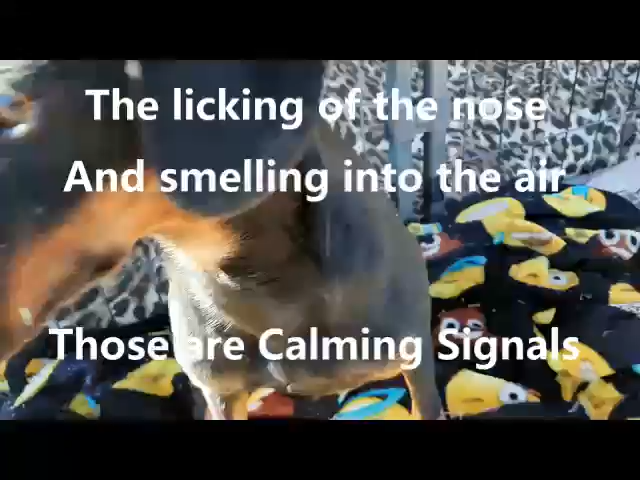 The licking of the nose
And smelling into the air
Those are Calming Signals